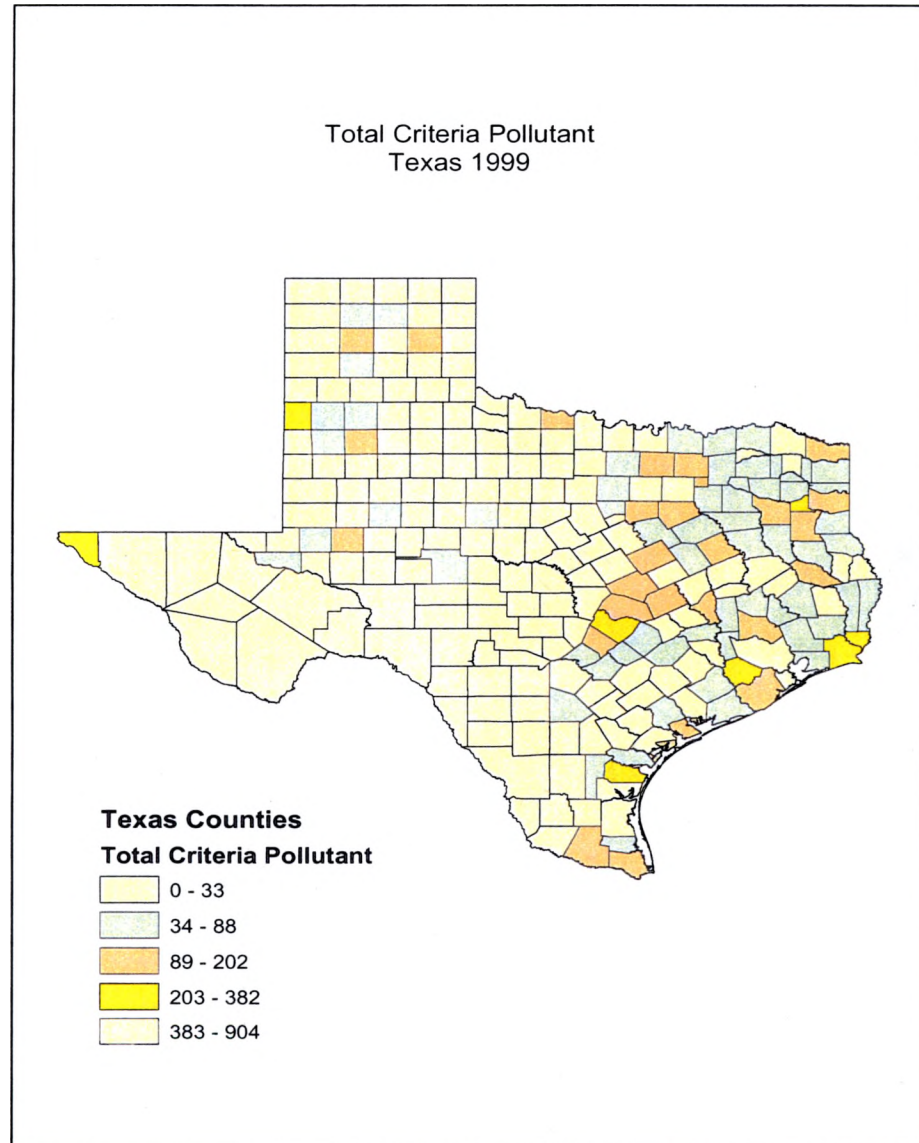 Total Criteria Pollutant
Texas 1999
Texas Counties
Total Criteria Pollutant
0 - 33
34 - 88
89 - 202
203 - 382
383 - 904